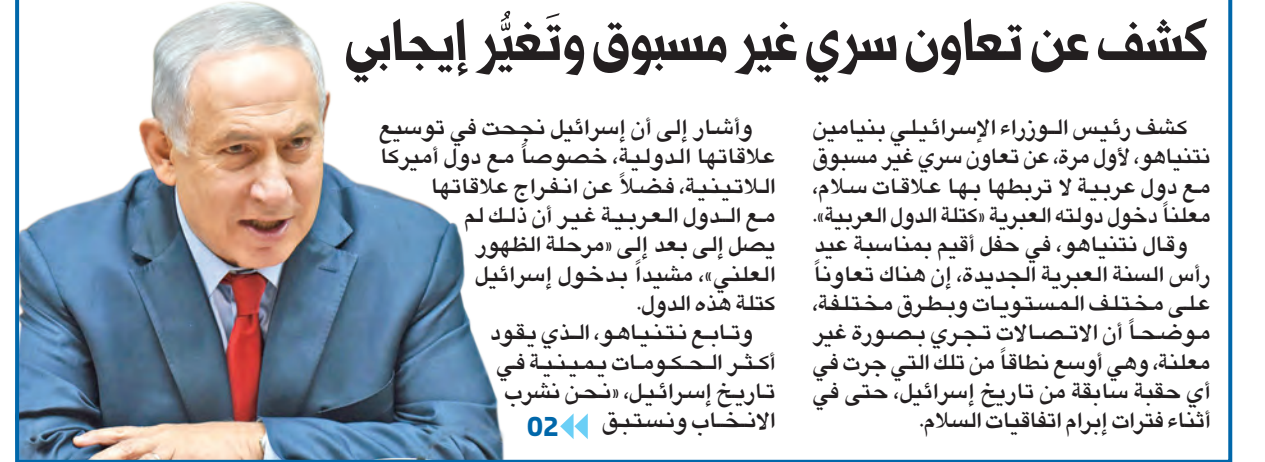 كشف عن تعاون سري غير مسبوق وتَغيُّر إيجابي
كشف رئيس الوزراء الإسرائيلي بنيامين
نتنياهو، لأول مرة، عن تعاون سري غير مسبوق
مع دول عربية لا تربطها بها علاقات سلام،
معلناً دخول دولته العبرية «كتلة الدول العربية».
وقال نتنياهو، في حفل أقيم بمناسبة عيد
رأس السنة العبرية الجديدة، إن هناك تعاوناً
على مختلف المستويات وبطرق مختلفة،
موضحاً أن الاتصالات تجري بصورة غير
معلنة، وهي أوسع نطاقاً من تلك التي جرت في
أي حقبة سابقة من تاريخ إسرائيل، حتى في
أثناء فترات إبرام اتفاقيات السلام.
وأشار إلى أن إسرائيل نجحت في توسيع
علاقاتها الدولية، خصوصاً مع دول أميركا
اللاتينية، فضلاً عن انفراج علاقاتها
مع الدول العربية غير أن ذلك لم
يصل إلى بعد إلى «مرحلة الظهور
العلني»، مشيداً بدخول إسرائيل
كتلة هذه الدول.
وتابع نتنياهو، الذي يقود
أكثر الحكومات يمينية في
تاريخ إسرائيل، «نحن نشرب
الانخاب ونستبق 02